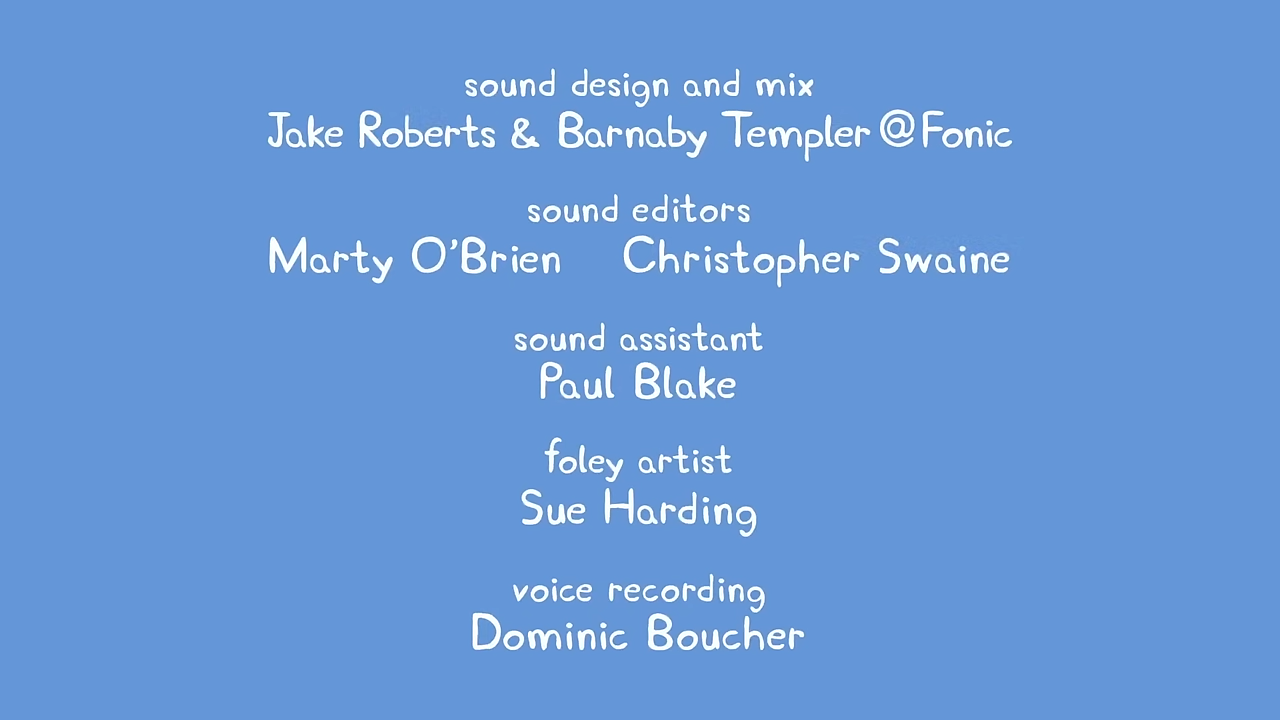 sound design and mix
Jake Roberts & Barnaby Templer @ Fonic
sound editors
Marty O'Brien Christopher Swaine
sound assistant
Paul Blake
foley artist
Sue Harding
voice recording
Dominic Boucher